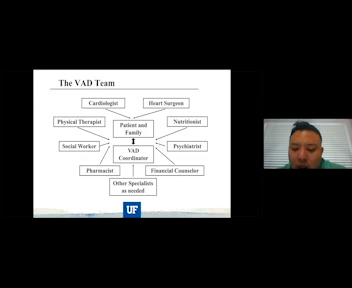 The VAD Team
Cardiologist
Heart Surgeon
Physical Therapist
Patient and
Family
Nutritionist
Social Worker
VAD
Coordinator
Psychiatrist
Pharmacist
Financial Counselor
Other Specialists
as needed
UF